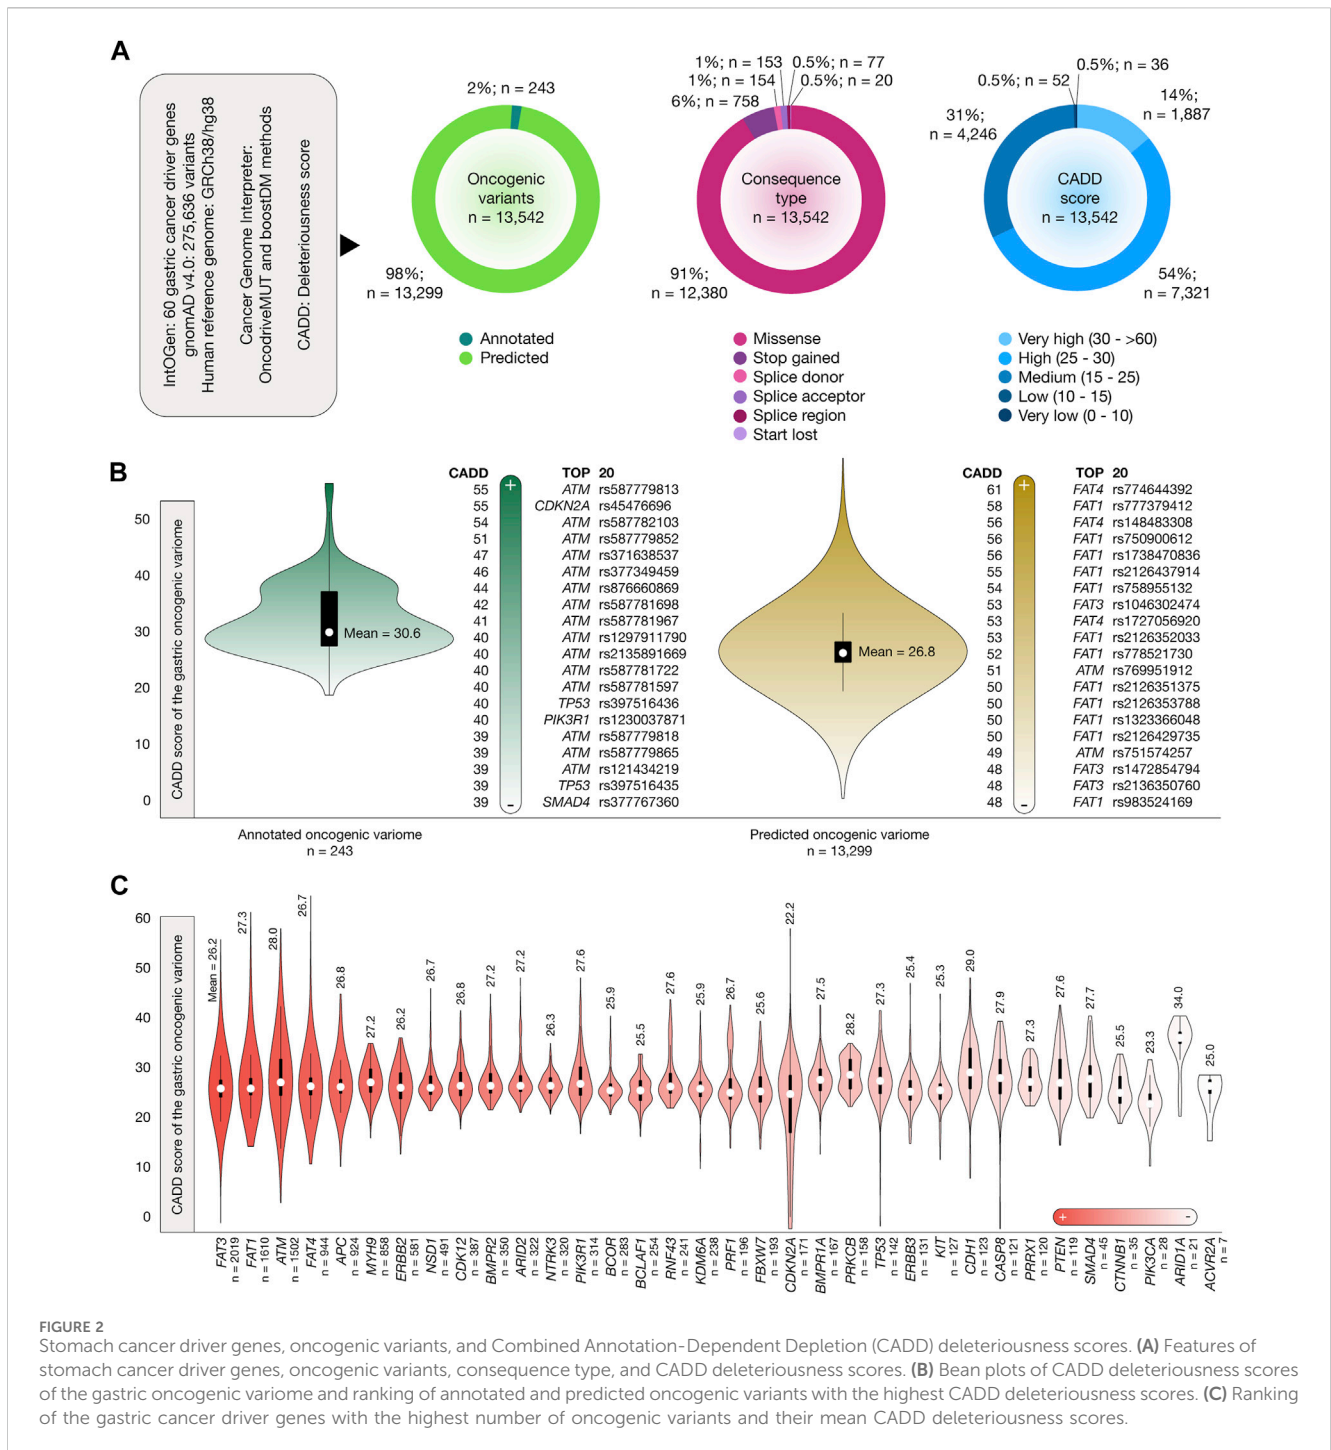 A
IntOGen: 60 gastric cancer driver genes
gnomAD v4.0: 275,636 variants
Human reference genome: GRCh38/hg38
Cancer Genome Interpreter:
OncodriveMUT and boostDM methods
CADD: Deleteriousness score
2%; n = 243
Oncogenic
variants
n = 13,542
98%;
n = 13,299
Annotated
Predicted
1%; n = 153
0.5%; n = 77
1%; n = 154
0.5%; n = 20
6%; n = 758
Consequence
type
n = 13,542
91%;
n = 12,380
Missense
Stop gained
Splice donor
Splice acceptor
Splice region
Start lost
0.5%; n = 36
0.5%; n = 52
14%;
n = 1,887
31%;
n = 4,246
CADD
score
n = 13,542
54%;
n = 7,321
Very high (30 - >60)
High (25 - 30)
Medium (15 - 25)
Low (10 - 15)
Very low (0 - 10)
B
CADD score of the gastric oncogenic variome
50
40
30
20
10
0
Mean = 30.6
CADD TOP 20
+
55 ATM rs587779813
55 CDKN2A rs45476696
54 ATM rs587782103
51 ATM rs587779852
47 ATM rs371638537
46 ATM rs377349459
44 ATM rs876660869
42 ATM rs587781698
41 ATM rs587781967
40 ATM rs1297911790
40 ATM rs2135891669
40 ATM rs587781722
40 ATM rs587781597
40 TP53 rs397516436
40 PIK3R1 rs1230037871
39 ATM rs587779818
39 ATM rs587779865
39 ATM rs121434219
39 TP53 rs397516435
39 SMAD4 rs377767360
-
Annotated oncogenic variome
n = 243
Mean = 26.8
CADD TOP 20
+
61 FAT4 rs774644392
58 FAT1 rs777379412
56 FAT4 rs148483308
56 FAT1 rs750900612
56 FAT1 rs1738470836
55 FAT1 rs2126437914
54 FAT1 rs758955132
53 FAT3 rs1046302474
53 FAT4 rs1727056920
53 FAT1 rs2126352033
52 FAT1 rs778521730
51 ATM rs769951912
50 FAT1 rs2126351375
50 FAT1 rs2126353788
50 FAT1 rs1323366048
50 FAT1 rs2126429735
49 ATM rs751574257
48 FAT3 rs1472854794
48 FAT3 rs2136350760
48 FAT1 rs983524169
-
Predicted oncogenic variome
n = 13,299
C
CADD score of the gastric oncogenic variome
60
50
40
30
20
10
0
Mean = 26.2
27.3
28.0
26.7
26.8
27.2
26.2
26.7
26.8
27.2
27.2
26.3
27.6
25.9
25.5
27.6
25.9
26.7
25.6
22.2
27.5
28.2
27.3
25.4
25.3
29.0
27.9
27.3
27.6
27.7
25.5
23.3
34.0
25.0
+ -
FAT3 n = 2019
FAT1 n = 1610
ATM n = 1502
FAT4 n = 944
APC n = 924
MYH9 n = 858
ERBB2 n = 581
NSD1 n = 491
CDK12 n = 387
BMPR2 n = 350
ARID2 n = 322
NTRK3 n = 320
PIK3R1 n = 314
BCOR n = 283
BCLAF1 n = 254
RNF43 n = 241
KDM6A n = 238
PRF1 n = 196
FBXW7 n = 193
CDKN2A n = 171
BMPR1A n = 167
PRKCB n = 158
TP53 n = 142
ERBB3 n = 131
KIT n = 127
CDH1 n = 123
CASP8 n = 121
PRRX1 n = 120
PTEN n = 119
SMAD4 n = 45
CTNNB1 n = 35
PIK3CA n = 28
ARID1A n = 21
ACVR2A n = 7
FIGURE 2
Stomach cancer driver genes, oncogenic variants, and Combined Annotation-Dependent Depletion (CADD) deleteriousness scores. (A) Features of
stomach cancer driver genes, oncogenic variants, consequence type, and CADD deleteriousness scores. (B) Bean plots of CADD deleteriousness scores
of the gastric oncogenic variome and ranking of annotated and predicted oncogenic variants with the highest CADD deleteriousness scores. (C) Ranking
of the gastric cancer driver genes with the highest number of oncogenic variants and their mean CADD deleteriousness scores.